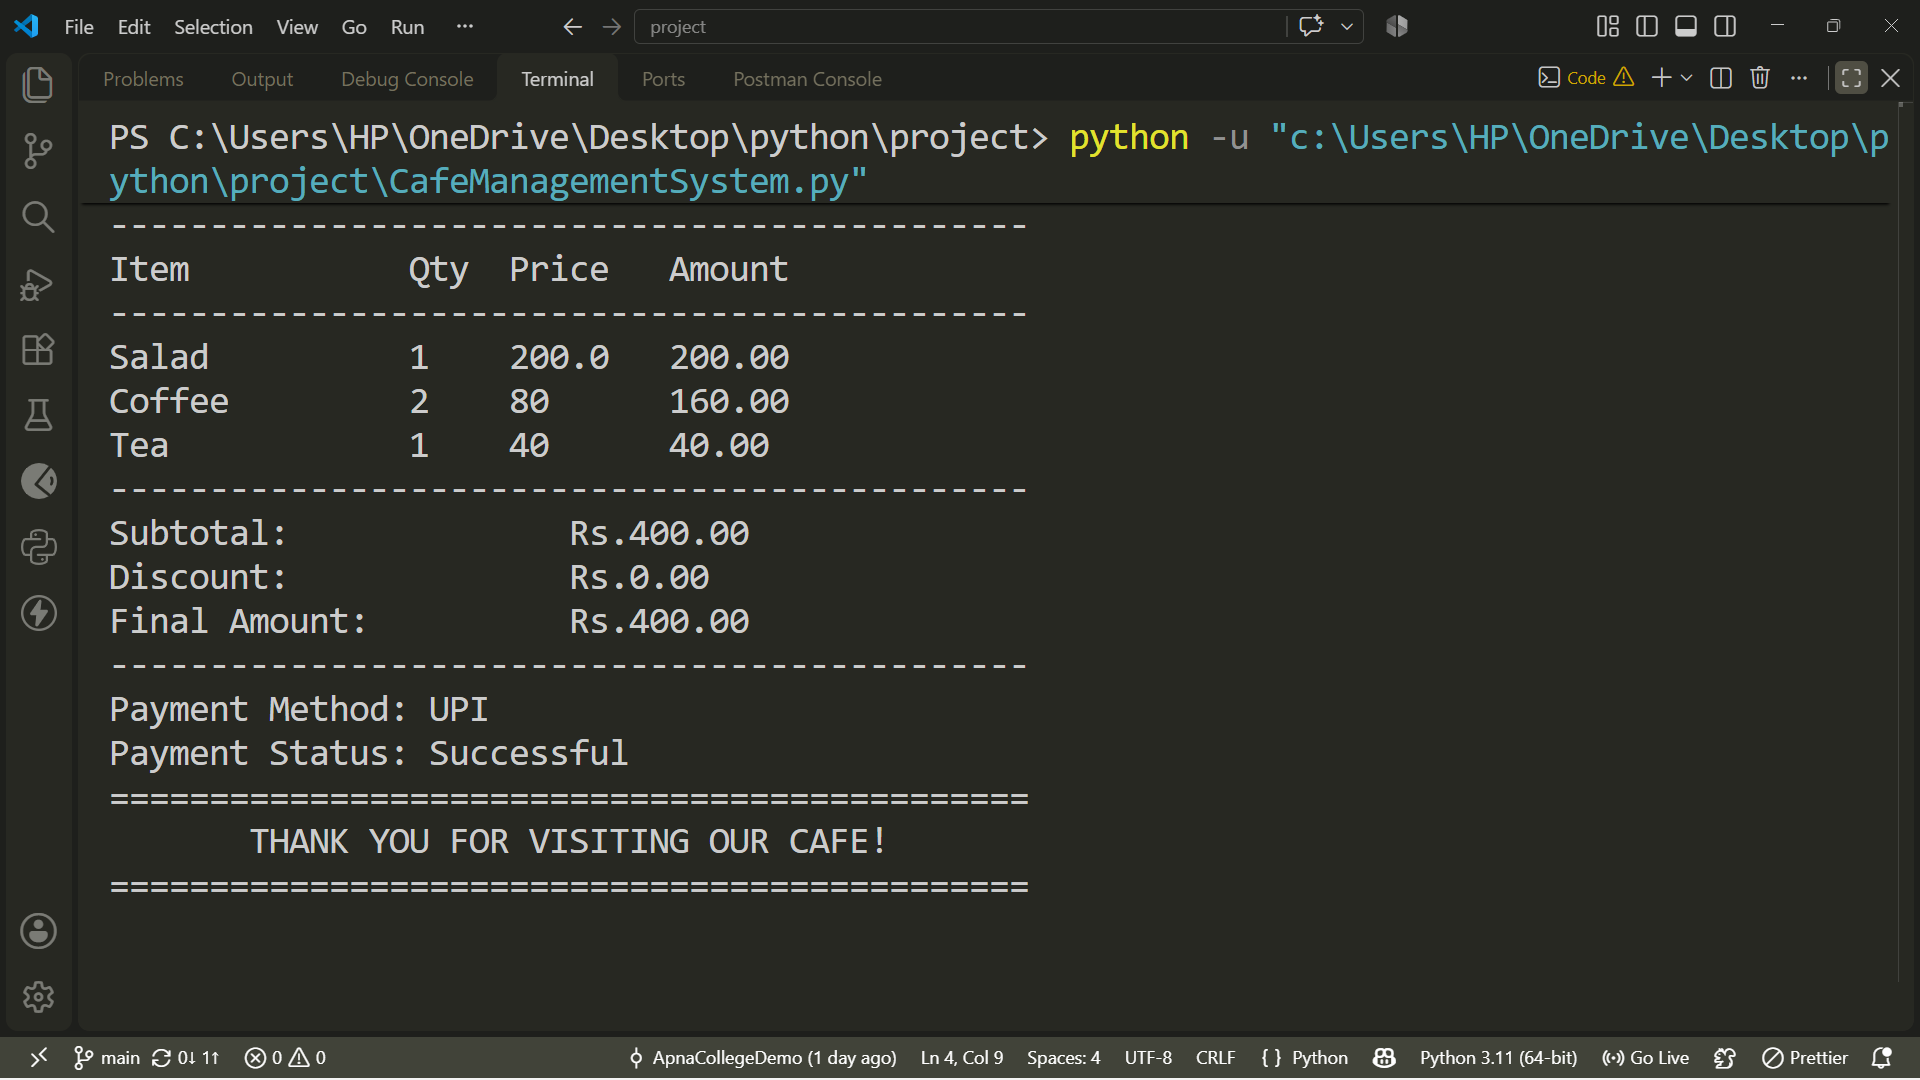 File Edit Selection View Go Run ··· project
Problems Output Debug Console Terminal Ports Postman Console Code
PS C:\Users\HP\OneDrive\Desktop\python\project> python -u "c:\Users\HP\OneDrive\Desktop\p
ython\project\CafeManagementSystem.py"
----------------------------------------------
Item Qty Price Amount
----------------------------------------------
Salad 1 200.0 200.00
Coffee 2 80 160.00
Tea 1 40 40.00
----------------------------------------------
Subtotal: Rs.400.00
Discount: Rs.0.00
Final Amount: Rs.400.00
----------------------------------------------
Payment Method: UPI
Payment Status: Successful
==============================================
THANK YOU FOR VISITING OUR CAFE!
==============================================
main 0↓ 1↑ 0 0 ApnaCollegeDemo (1 day ago) Ln 4, Col 9 Spaces: 4 UTF-8 CRLF {} Python Python 3.11 (64-bit) Go Live Prettier